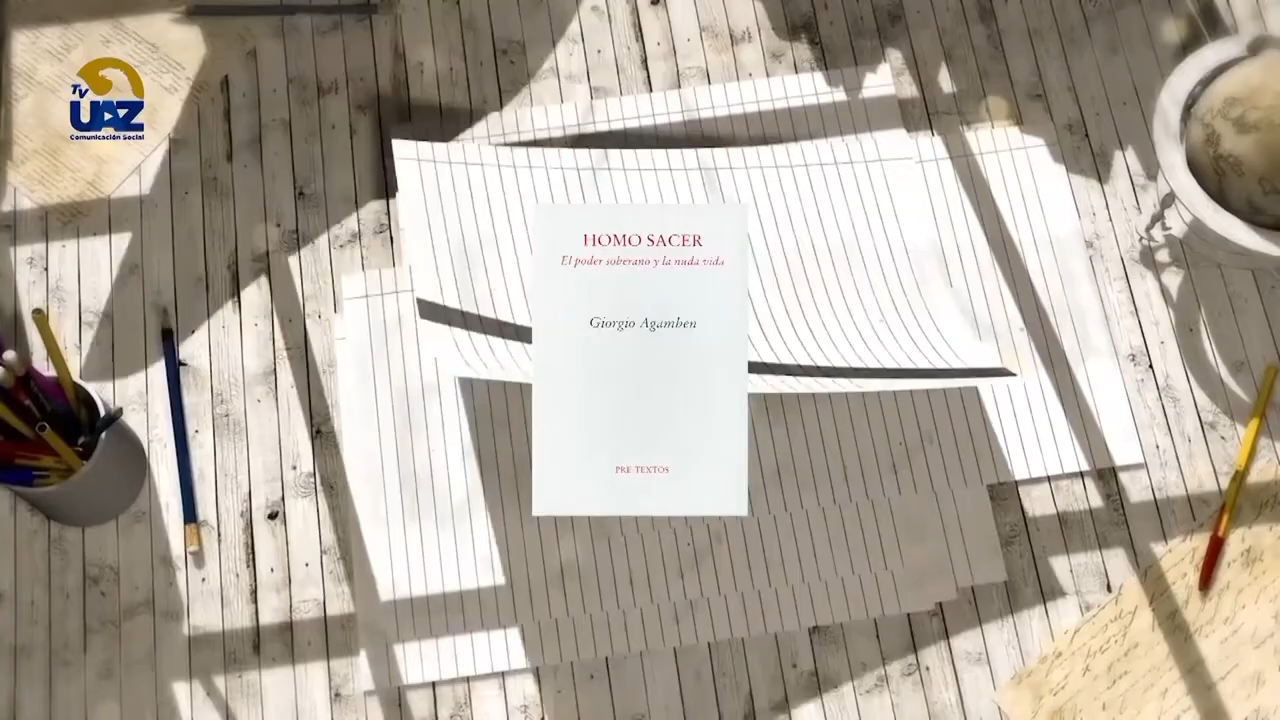 TV
UAZ
Comunicación Social
HOMO SACER
El poder soberano y la nuda vida
Giorgio Agamben
PRE-TEXTOS